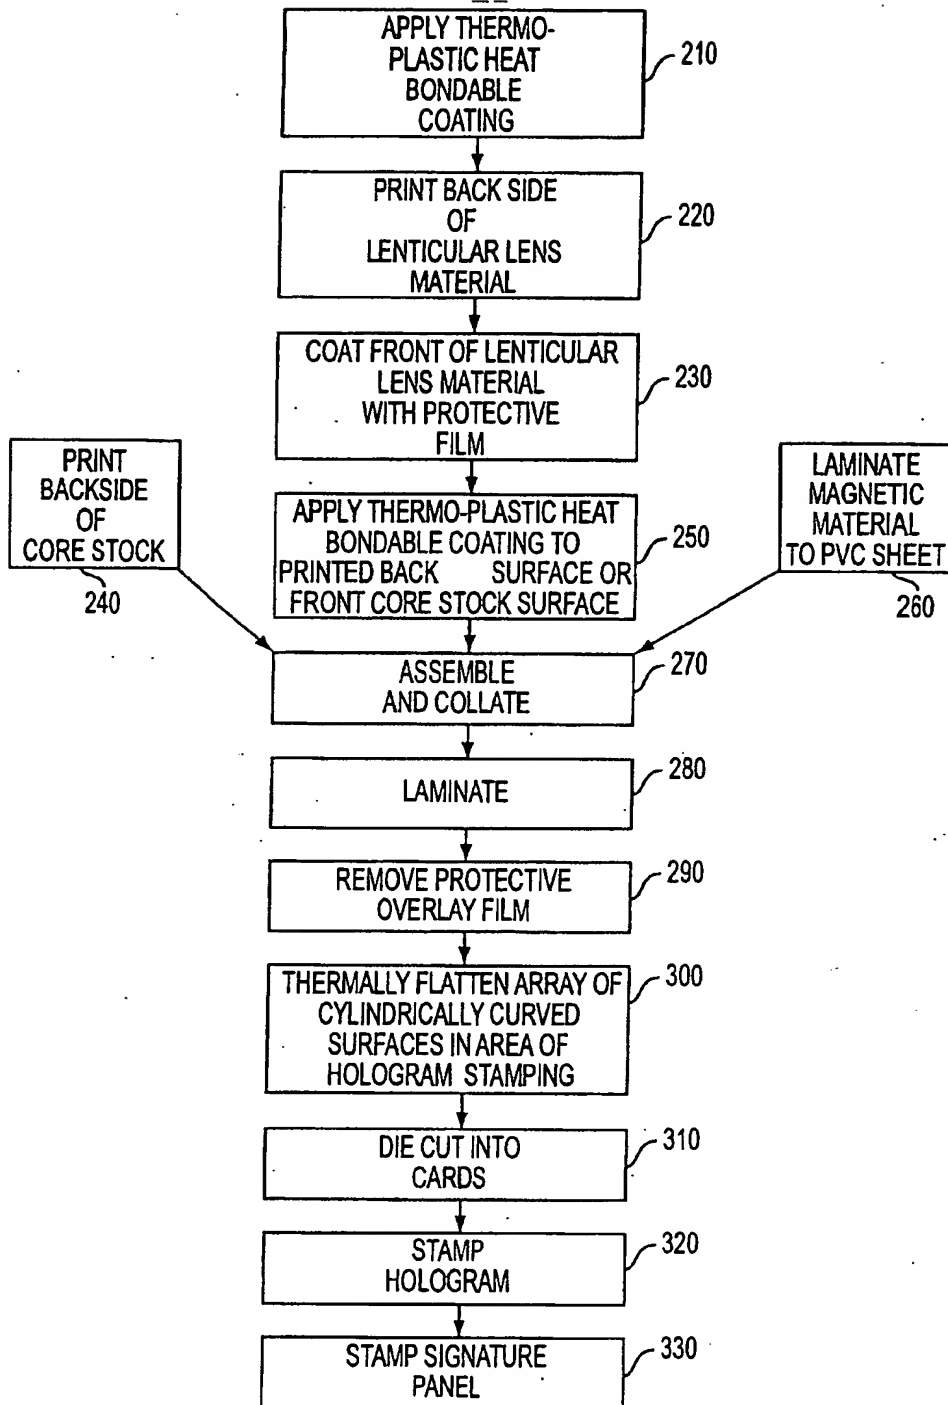 APPLY THERMO-
PLASTIC HEAT
BONDABLE
COATING
210
PRINT BACK SIDE
OF
LENTICULAR LENS
MATERIAL
220
COAT FRONT OF LENTICULAR
LENS MATERIAL
WITH PROTECTIVE
FILM
230
PRINT
BACKSIDE
OF
CORE STOCK
240
APPLY THERMO-PLASTIC HEAT
BONDABLE COATING TO
PRINTED BACK SURFACE OR
FRONT CORE STOCK SURFACE
250
LAMINATE
MAGNETIC
MATERIAL
TO PVC SHEET
260
ASSEMBLE
AND COLLATE
270
LAMINATE
280
REMOVE PROTECTIVE
OVERLAY FILM
290
THERMALLY FLATTEN ARRAY OF
CYLINDRICALLY CURVED
SURFACES IN AREA OF
HOLOGRAM STAMPING
300
DIE CUT INTO
CARDS
310
STAMP
HOLOGRAM
320
STAMP SIGNATURE
PANEL
330